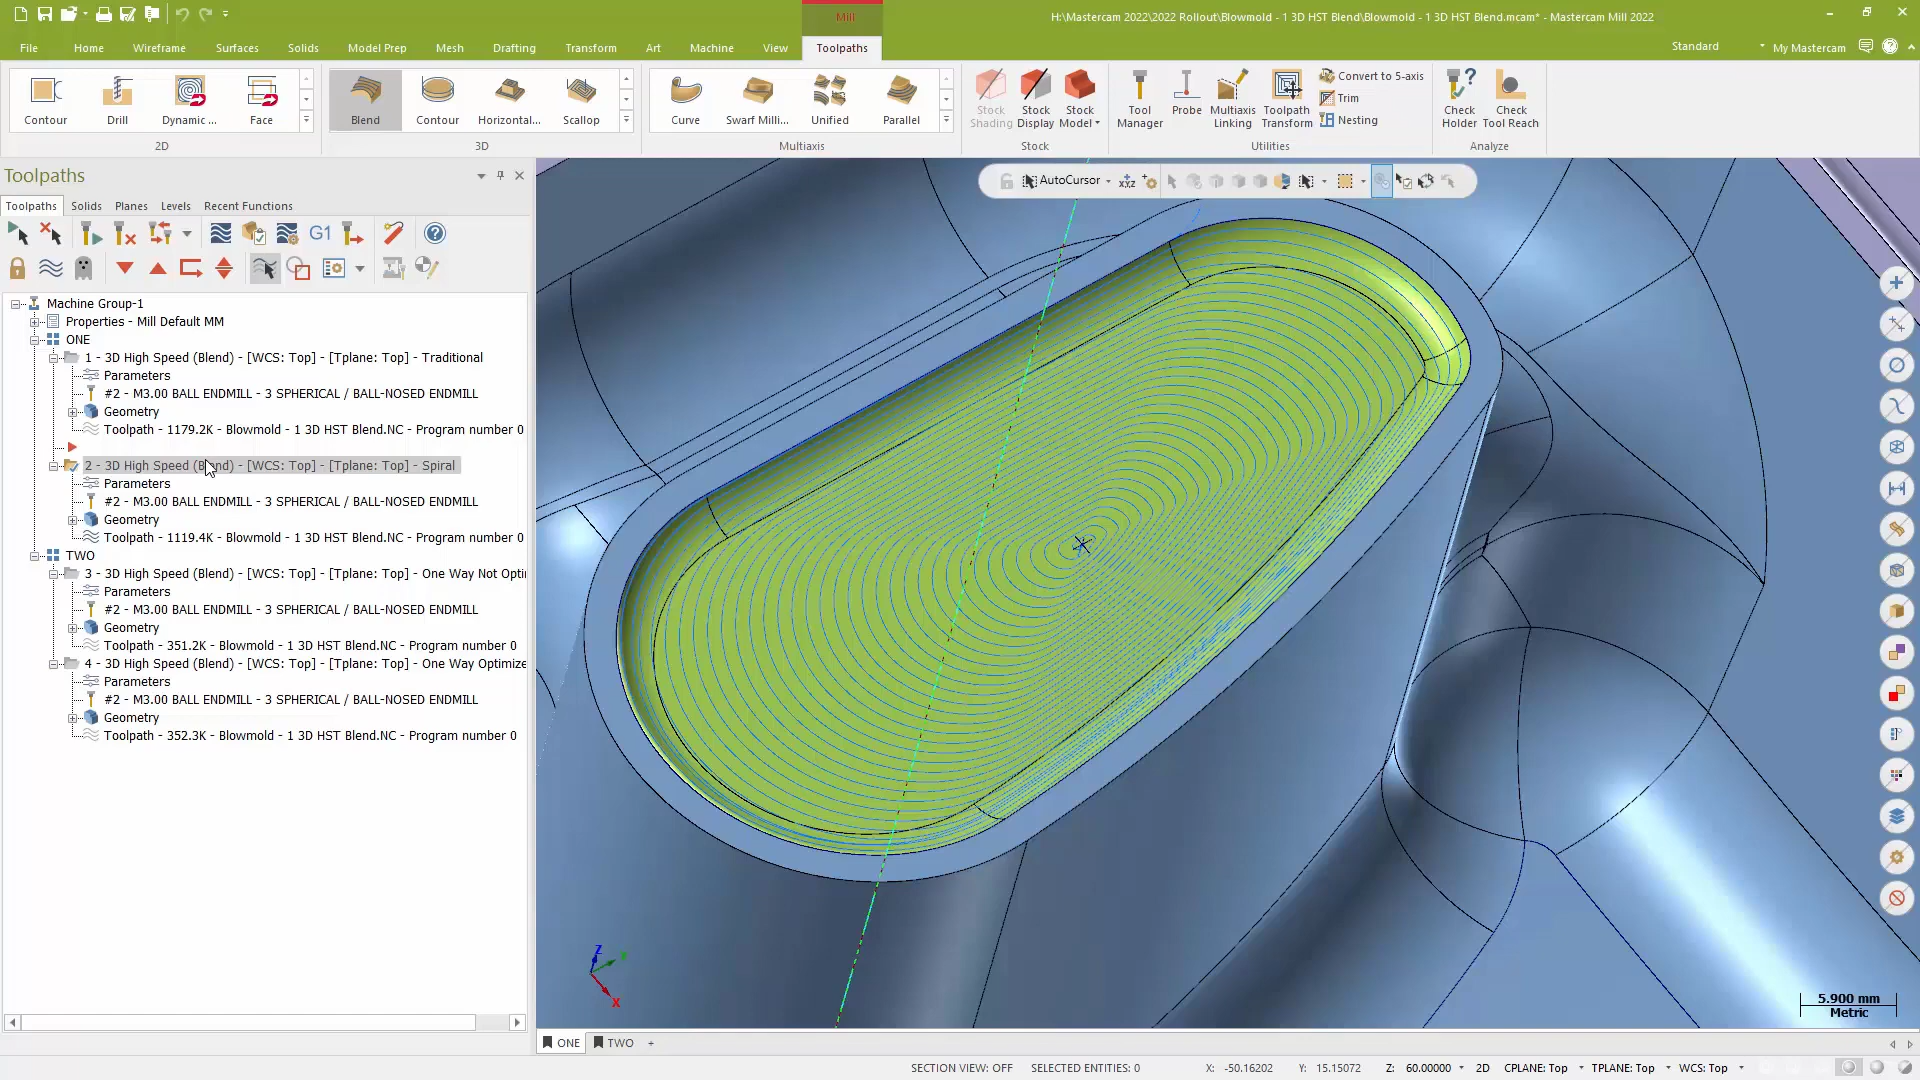 Mill
H:\Mastercam 2022\2022 Rollout\Blowmold - 1 3D HST Blend\Blowmold - 1 3D HST Blend.mcam* - Mastercam Mill 2022
File Home Wireframe Surfaces Solids Model Prep Mesh Drafting Transform Art Machine View Toolpaths Standard My Mastercam
Contour Drill Dynamic ... Face
2D
Blend Contour Horizontal... Scallop
3D
Curve Swarf Milli... Unified Parallel
Multiaxis
Stock Shading
Stock Display
Stock Model
Stock
Tool Manager
Probe
Multiaxis Linking
Toolpath Transform
Convert to 5-axis
Trim
Nesting
Utilities
Check Holder
Check Tool Reach
Analyze
Toolpaths
Toolpaths Solids Planes Levels Recent Functions
G1
AutoCursor
XYZ
Machine Group-1
Properties - Mill Default MM
ONE
1 - 3D High Speed (Blend) - [WCS: Top] - [Tplane: Top] - Traditional
Parameters
#2 - M3.00 BALL ENDMILL - 3 SPHERICAL / BALL-NOSED ENDMILL
Geometry
Toolpath - 1179.2K - Blowmold - 1 3D HST Blend.NC - Program number 0
2 - 3D High Speed (Blend) - [WCS: Top] - [Tplane: Top] - Spiral
Parameters
#2 - M3.00 BALL ENDMILL - 3 SPHERICAL / BALL-NOSED ENDMILL
Geometry
Toolpath - 1119.4K - Blowmold - 1 3D HST Blend.NC - Program number 0
TWO
3 - 3D High Speed (Blend) - [WCS: Top] - [Tplane: Top] - One Way Not Opti
Parameters
#2 - M3.00 BALL ENDMILL - 3 SPHERICAL / BALL-NOSED ENDMILL
Geometry
Toolpath - 351.2K - Blowmold - 1 3D HST Blend.NC - Program number 0
4 - 3D High Speed (Blend) - [WCS: Top] - [Tplane: Top] - One Way Optimize
Parameters
#2 - M3.00 BALL ENDMILL - 3 SPHERICAL / BALL-NOSED ENDMILL
Geometry
Toolpath - 352.3K - Blowmold - 1 3D HST Blend.NC - Program number 0
Z
X
5.900 mm
Metric
ONE TWO +
SECTION VIEW: OFF SELECTED ENTITIES: 0 X: -50.16202 Y: 15.15072 Z: 60.00000 2D CPLANE: Top TPLANE: Top WCS: Top